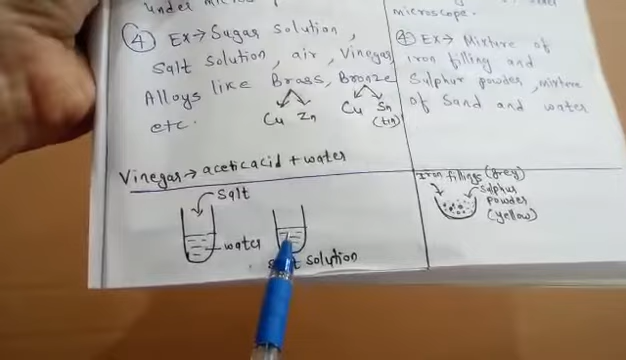 under micro
microscope.
④ Ex→ Sugar solution,
salt solution, air, Vinegar,
Alloys like Brass, Bronze
Cu Zn Cu Sn
(tin)
etc.
④ Ex→ Mixture of
iron filling and
Sulphur powder, mixture
of Sand and water
Vinegar→ aceticacid + water
Salt
water
solution
Iron fillings (grey)
Sulphur
powder
(yellow)